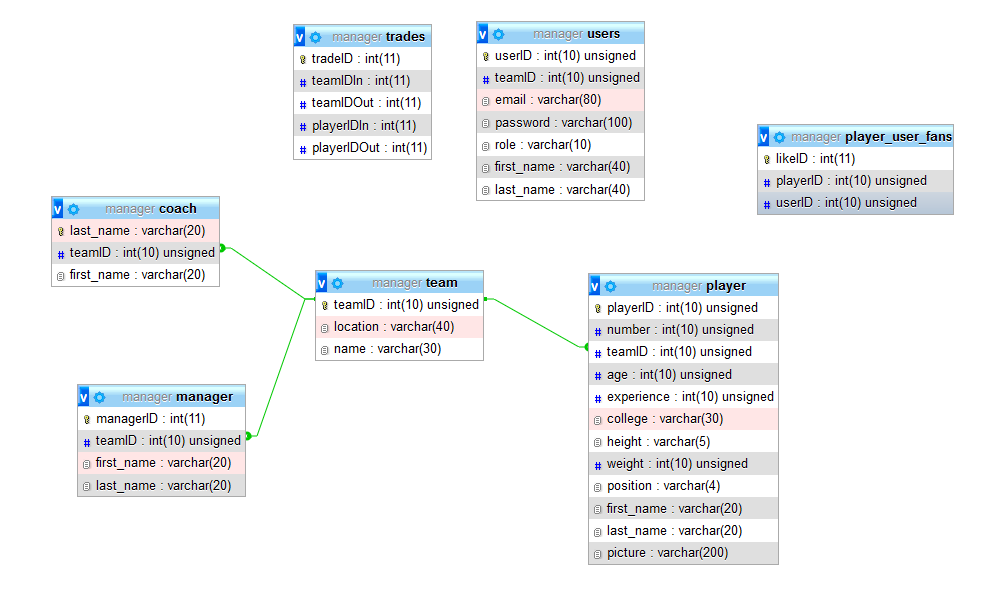 v manager trades
tradeID : int(11)
# teamIDIn : int(11)
# teamIDOut : int(11)
# playerIDIn : int(11)
# playerIDOut : int(11)
v manager users
userID : int(10) unsigned
# teamID : int(10) unsigned
email : varchar(80)
password : varchar(100)
role : varchar(10)
first_name : varchar(40)
last_name : varchar(40)
v manager player_user_fans
likeID : int(11)
# playerID : int(10) unsigned
# userID : int(10) unsigned
v manager coach
last_name : varchar(20)
# teamID : int(10) unsigned
first_name : varchar(20)
v manager team
teamID : int(10) unsigned
location : varchar(40)
name : varchar(30)
v manager player
playerID : int(10) unsigned
# number : int(10) unsigned
# teamID : int(10) unsigned
# age : int(10) unsigned
# experience : int(10) unsigned
college : varchar(30)
height : varchar(5)
# weight : int(10) unsigned
position : varchar(4)
first_name : varchar(20)
last_name : varchar(20)
picture : varchar(200)
v manager manager
managerID : int(11)
# teamID : int(10) unsigned
first_name : varchar(20)
last_name : varchar(20)